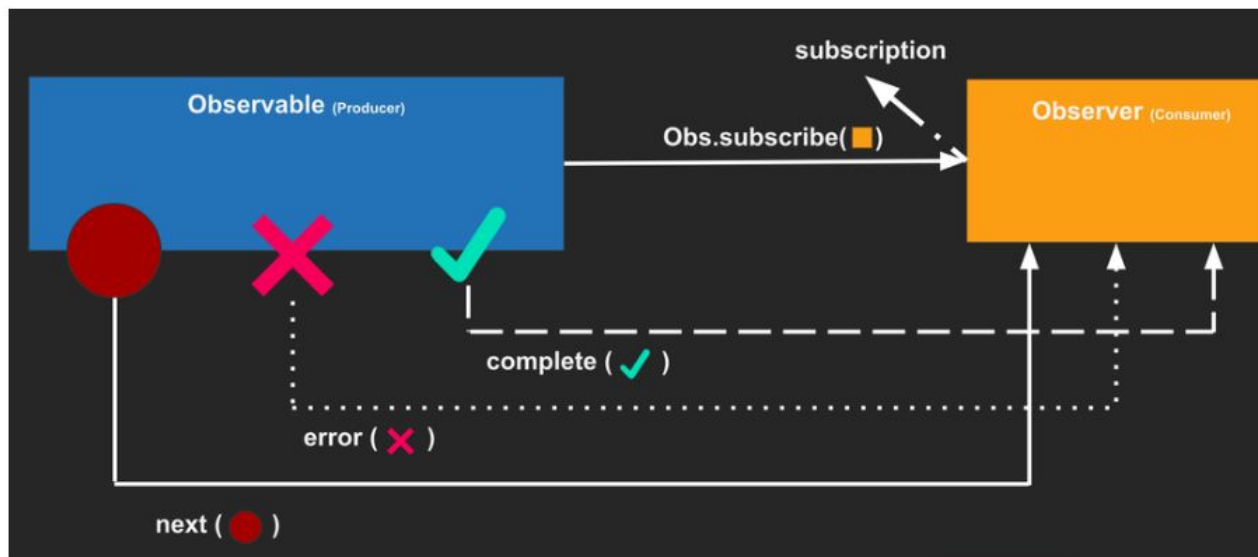 subscription
Observable (Producer)
Observer (Consumer)
Obs.subscribe( )
complete ( )
error ( )
next ( )